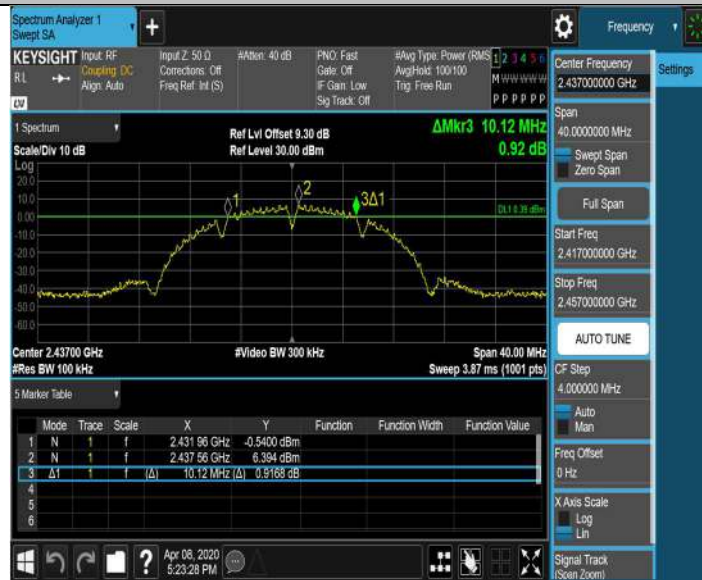 Spectrum Analyzer 1
Swept SA
Frequency
KEYSIGHT
Input: RF
Coupling: DC
Align: Auto
RL
Input Z: 50 Ω
Corrections: Off
Freq Ref: Int (S)
#Atten: 40 dB
PNO: Fast
Gate: Off
IF Gain: Low
Sig Track: Off
#Avg Type: Power (RMS
Avg|Hold: 100/100
Trig: Free Run
1 2 3 4 5 6
M W W W W W
P P P P P P
1 Spectrum
Scale/Div 10 dB
Ref Lvl Offset 9.30 dB
Ref Level 30.00 dBm
ΔMkr3 10.12 MHz
0.92 dB
Log
20.0
10.0
0.00
-10.0
-20.0
-30.0
-40.0
-50.0
-60.0
1
2
3Δ1
DL1 0.39 dBm
Center 2.43700 GHz
#Res BW 100 kHz
#Video BW 300 kHz
Span 40.00 MHz
Sweep 3.87 ms (1001 pts)
5 Marker Table
Mode Trace Scale X Y Function Function Width Function Value
1 N 1 f 2.431 96 GHz -0.5400 dBm
2 N 1 f 2.437 56 GHz 6.394 dBm
3 Δ1 1 f (Δ) 10.12 MHz (Δ) 0.9168 dB
4
5
6
Apr 08, 2020
5:23:28 PM
Center Frequency
2.437000000 GHz
Settings
Span
40.0000000 MHz
Swept Span
Zero Span
Full Span
Start Freq
2.417000000 GHz
Stop Freq
2.457000000 GHz
AUTO TUNE
CF Step
4.000000 MHz
Auto
Man
Freq Offset
0 Hz
X Axis Scale
Log
Lin
Signal Track
(Span Zoom)